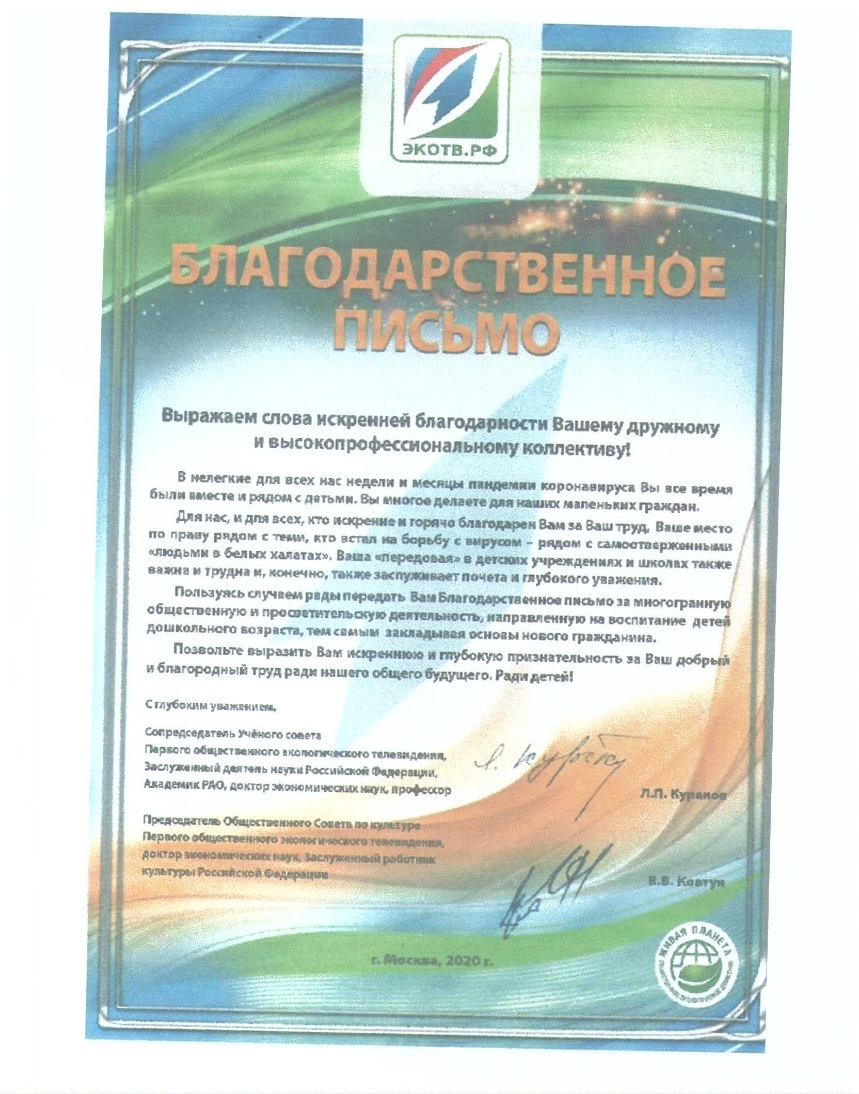 ЭКОТВ.РФ
БЛАГОДАРСТВЕННОЕ
ПИСЬМО
Выражаем слова искренней благодарности Вашему дружному
и высокопрофессиональному коллективу!
В нелегкие для всех нас недели и месяцы пандемии коронавируса Вы все время
были вместе и рядом с детьми. Вы многое делаете для наших маленьких граждан.
Для нас, и для всех, кто искренне и горячо благодарен Вам за Ваш труд, Ваше место
по праву рядом с теми, кто встал на борьбу с вирусом – рядом с самоотверженными
«людьми в белых халатах». Ваша «передовая» в детских учреждениях и школах также
важна и трудна и, конечно, также заслуживает почета и глубокого уважения.
Пользуясь случаем рады передать Вам Благодарственное письмо за многогранную
общественную и просветительскую деятельность, направленную на воспитание детей
дошкольного возраста, тем самым закладывая основы нового гражданина.
Позвольте выразить Вам искреннюю и глубокую признательность за Ваш добрый
и благородный труд ради нашего общего будущего. Ради детей!
С глубоким уважением,
Сопредседатель Учёного совета
Первого общественного экологического телевидения,
Заслуженный деятель науки Российской Федерации,
Академик РАО, доктор экономических наук, профессор
Л.П. Кураков
Председатель Общественного Совета по культуре
Первого общественного экологического телевидения,
доктор экономических наук, Заслуженный работник
культуры Российской Федерации
В.В. Ковтун
г. Москва, 2020 г.
ЖИВАЯ ПЛАНЕТА